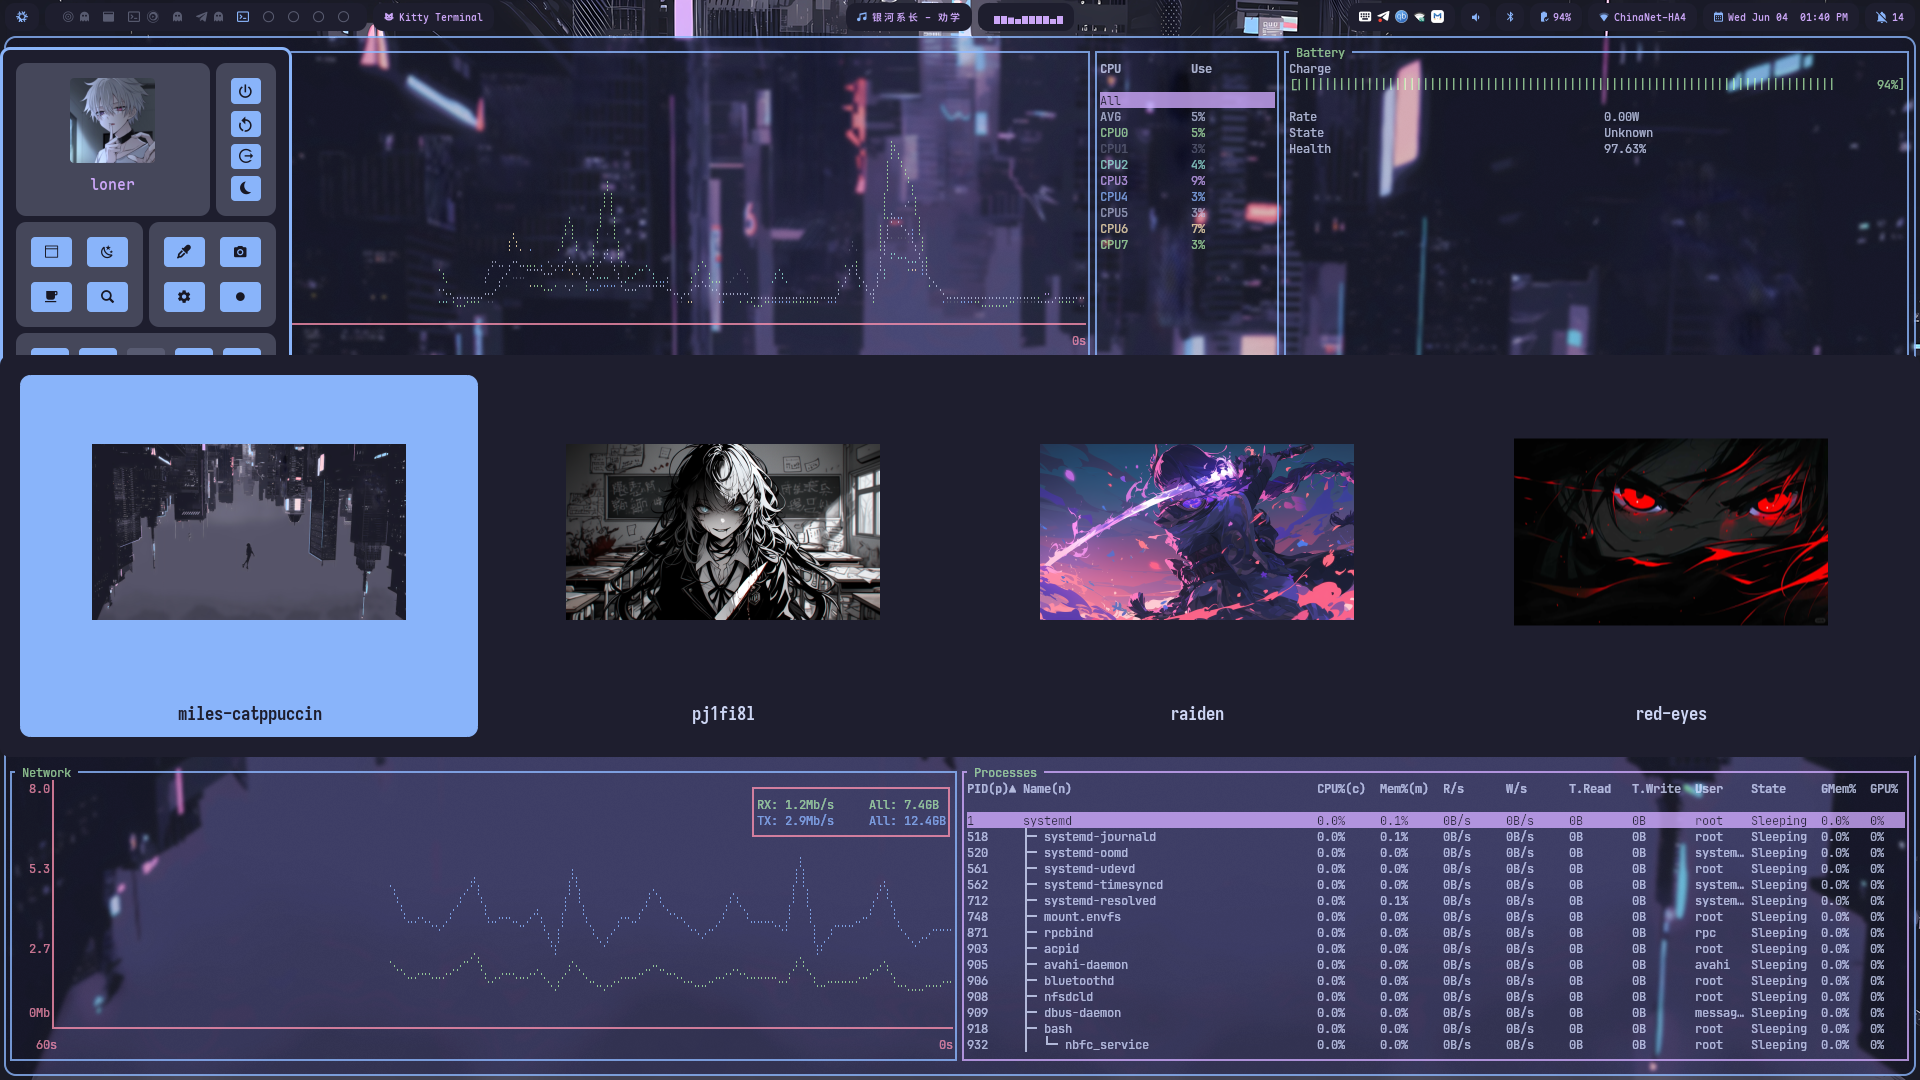 Kitty Terminal
银河系长 - 劝学
94%
ChinaNet-HA4
Wed Jun 04 01:40 PM
14
loner
0s
CPU Use
All
AVG 5%
CPU0 5%
CPU1 3%
CPU2 4%
CPU3 9%
CPU4 3%
CPU5 3%
CPU6 7%
CPU7 3%
Battery
Charge
94%]
Rate 0.00W
State Unknown
Health 97.63%
miles-catppuccin
pj1fi8l
raiden
red-eyes
Network
8.0
5.3
2.7
0Mb
60s 0s
RX: 1.2Mb/s All: 7.4GB
TX: 2.9Mb/s All: 12.4GB
Processes
PID(p)▲ Name(n) CPU%(c) Mem%(m) R/s W/s T.Read T.Write User State GMem% GPU%
1 systemd 0.0% 0.1% 0B/s 0B/s 0B 0B root Sleeping 0.0% 0%
518 systemd-journald 0.0% 0.1% 0B/s 0B/s 0B 0B root Sleeping 0.0% 0%
520 systemd-oomd 0.0% 0.0% 0B/s 0B/s 0B 0B system… Sleeping 0.0% 0%
561 systemd-udevd 0.0% 0.0% 0B/s 0B/s 0B 0B root Sleeping 0.0% 0%
562 systemd-timesyncd 0.0% 0.0% 0B/s 0B/s 0B 0B system… Sleeping 0.0% 0%
712 systemd-resolved 0.0% 0.1% 0B/s 0B/s 0B 0B system… Sleeping 0.0% 0%
748 mount.envfs 0.0% 0.0% 0B/s 0B/s 0B 0B root Sleeping 0.0% 0%
871 rpcbind 0.0% 0.0% 0B/s 0B/s 0B 0B rpc Sleeping 0.0% 0%
903 acpid 0.0% 0.0% 0B/s 0B/s 0B 0B root Sleeping 0.0% 0%
905 avahi-daemon 0.0% 0.0% 0B/s 0B/s 0B 0B avahi Sleeping 0.0% 0%
906 bluetoothd 0.0% 0.0% 0B/s 0B/s 0B 0B root Sleeping 0.0% 0%
908 nfsdcld 0.0% 0.0% 0B/s 0B/s 0B 0B root Sleeping 0.0% 0%
909 dbus-daemon 0.0% 0.0% 0B/s 0B/s 0B 0B messag… Sleeping 0.0% 0%
918 bash 0.0% 0.0% 0B/s 0B/s 0B 0B root Sleeping 0.0% 0%
932 nbfc_service 0.0% 0.0% 0B/s 0B/s 0B 0B root Sleeping 0.0% 0%